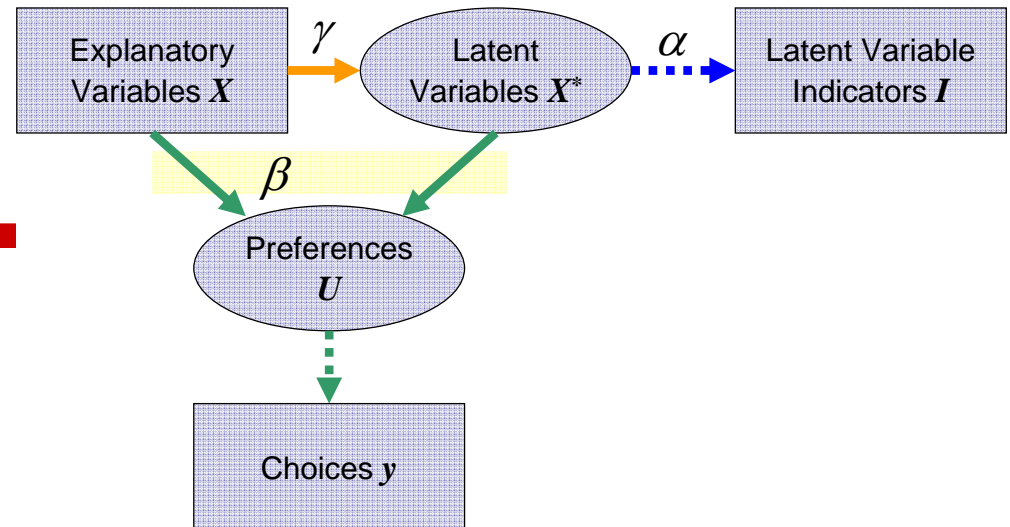 Explanatory
Variables X
γ
Latent
Variables X*
α
Latent Variable
Indicators I
β
Preferences
U
Choices y